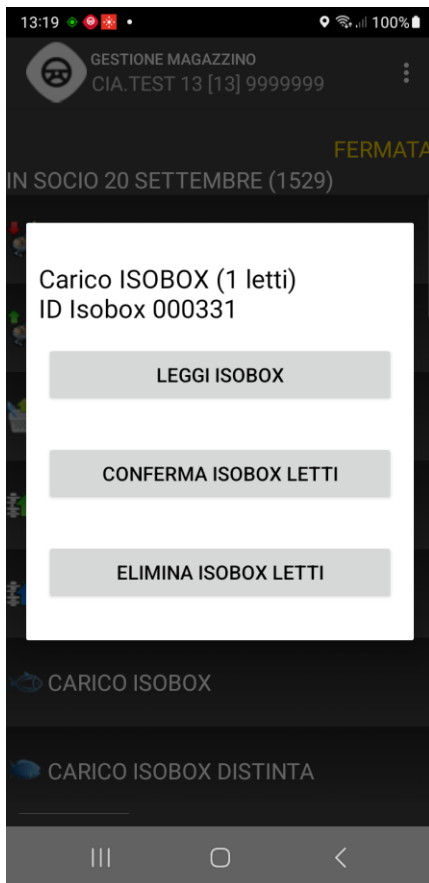 13:19
100%
GESTIONE MAGAZZINO
CIA.TEST 13 [13] 9999999
FERMATA
IN SOCIO 20 SETTEMBRE (1529)
Carico ISOBOX (1 letti)
ID Isobox 000331
LEGGI ISOBOX
CONFERMA ISOBOX LETTI
ELIMINA ISOBOX LETTI
CARICO ISOBOX
CARICO ISOBOX DISTINTA